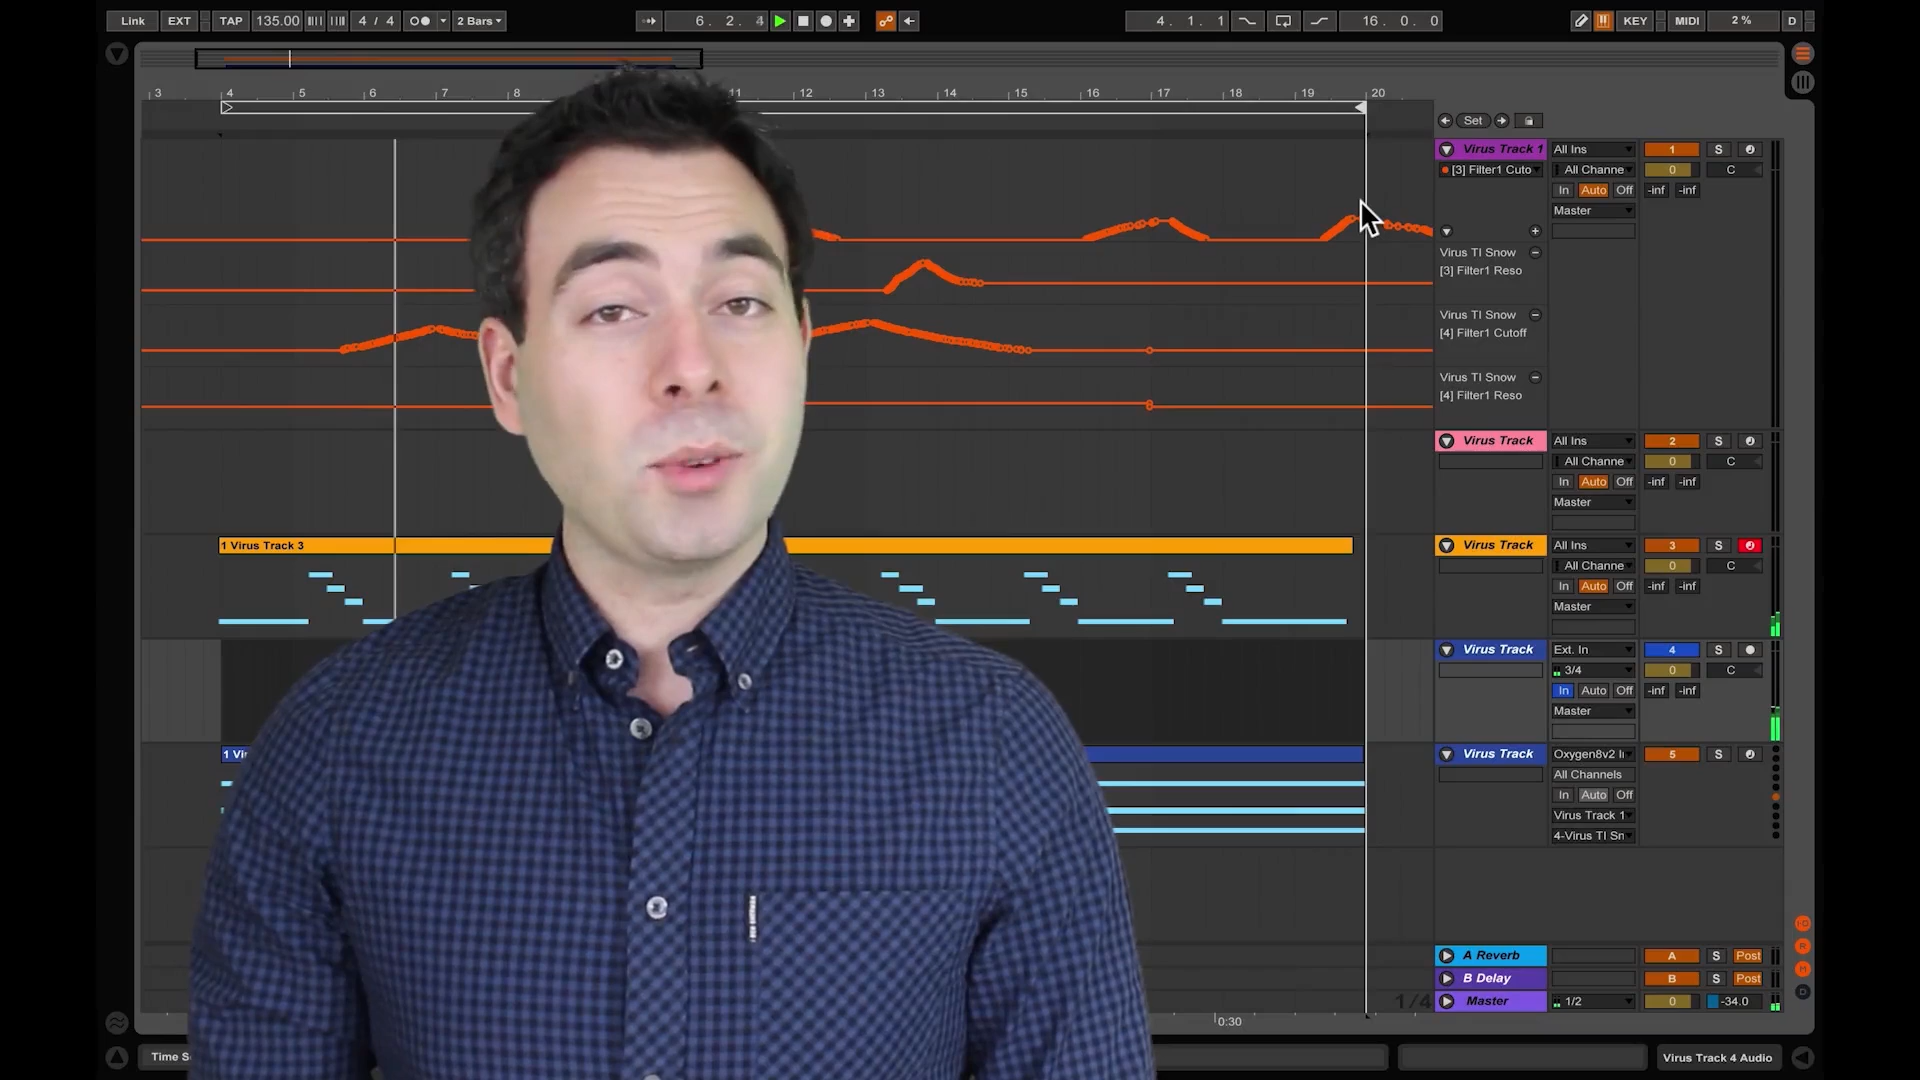 Link EXT TAP 135.00 4 / 4 2 Bars 6. 2. 4 4. 1. 1 16. 0. 0 KEY MIDI 2 % D
3 4 5 6 7 8 11 12 13 14 15 16 17 18 19 20
Set
Virus Track 1 All Ins 1 S
[3] Filter1 Cuto All Channe 0 C
In Auto Off -inf -inf
Master
Virus TI Snow
[3] Filter1 Reso
Virus TI Snow
[4] Filter1 Cutoff
Virus TI Snow
[4] Filter1 Reso
Virus Track All Ins 2 S
All Channe 0 C
In Auto Off -inf -inf
Master
1 Virus Track 3 Virus Track All Ins 3 S
All Channe 0 C
In Auto Off -inf -inf
Master
Virus Track Ext. In 4 S
3/4 0 C
In Auto Off -inf -inf
Master
1 Vir Virus Track Oxygen8v2 In 5 S
All Channels
In Auto Off
Virus Track 1
4-Virus TI Sn
A Reverb A S Post
B Delay B S Post
1/4 Master 1/2 0 -34.0
0:30
Time S Virus Track 4 Audio